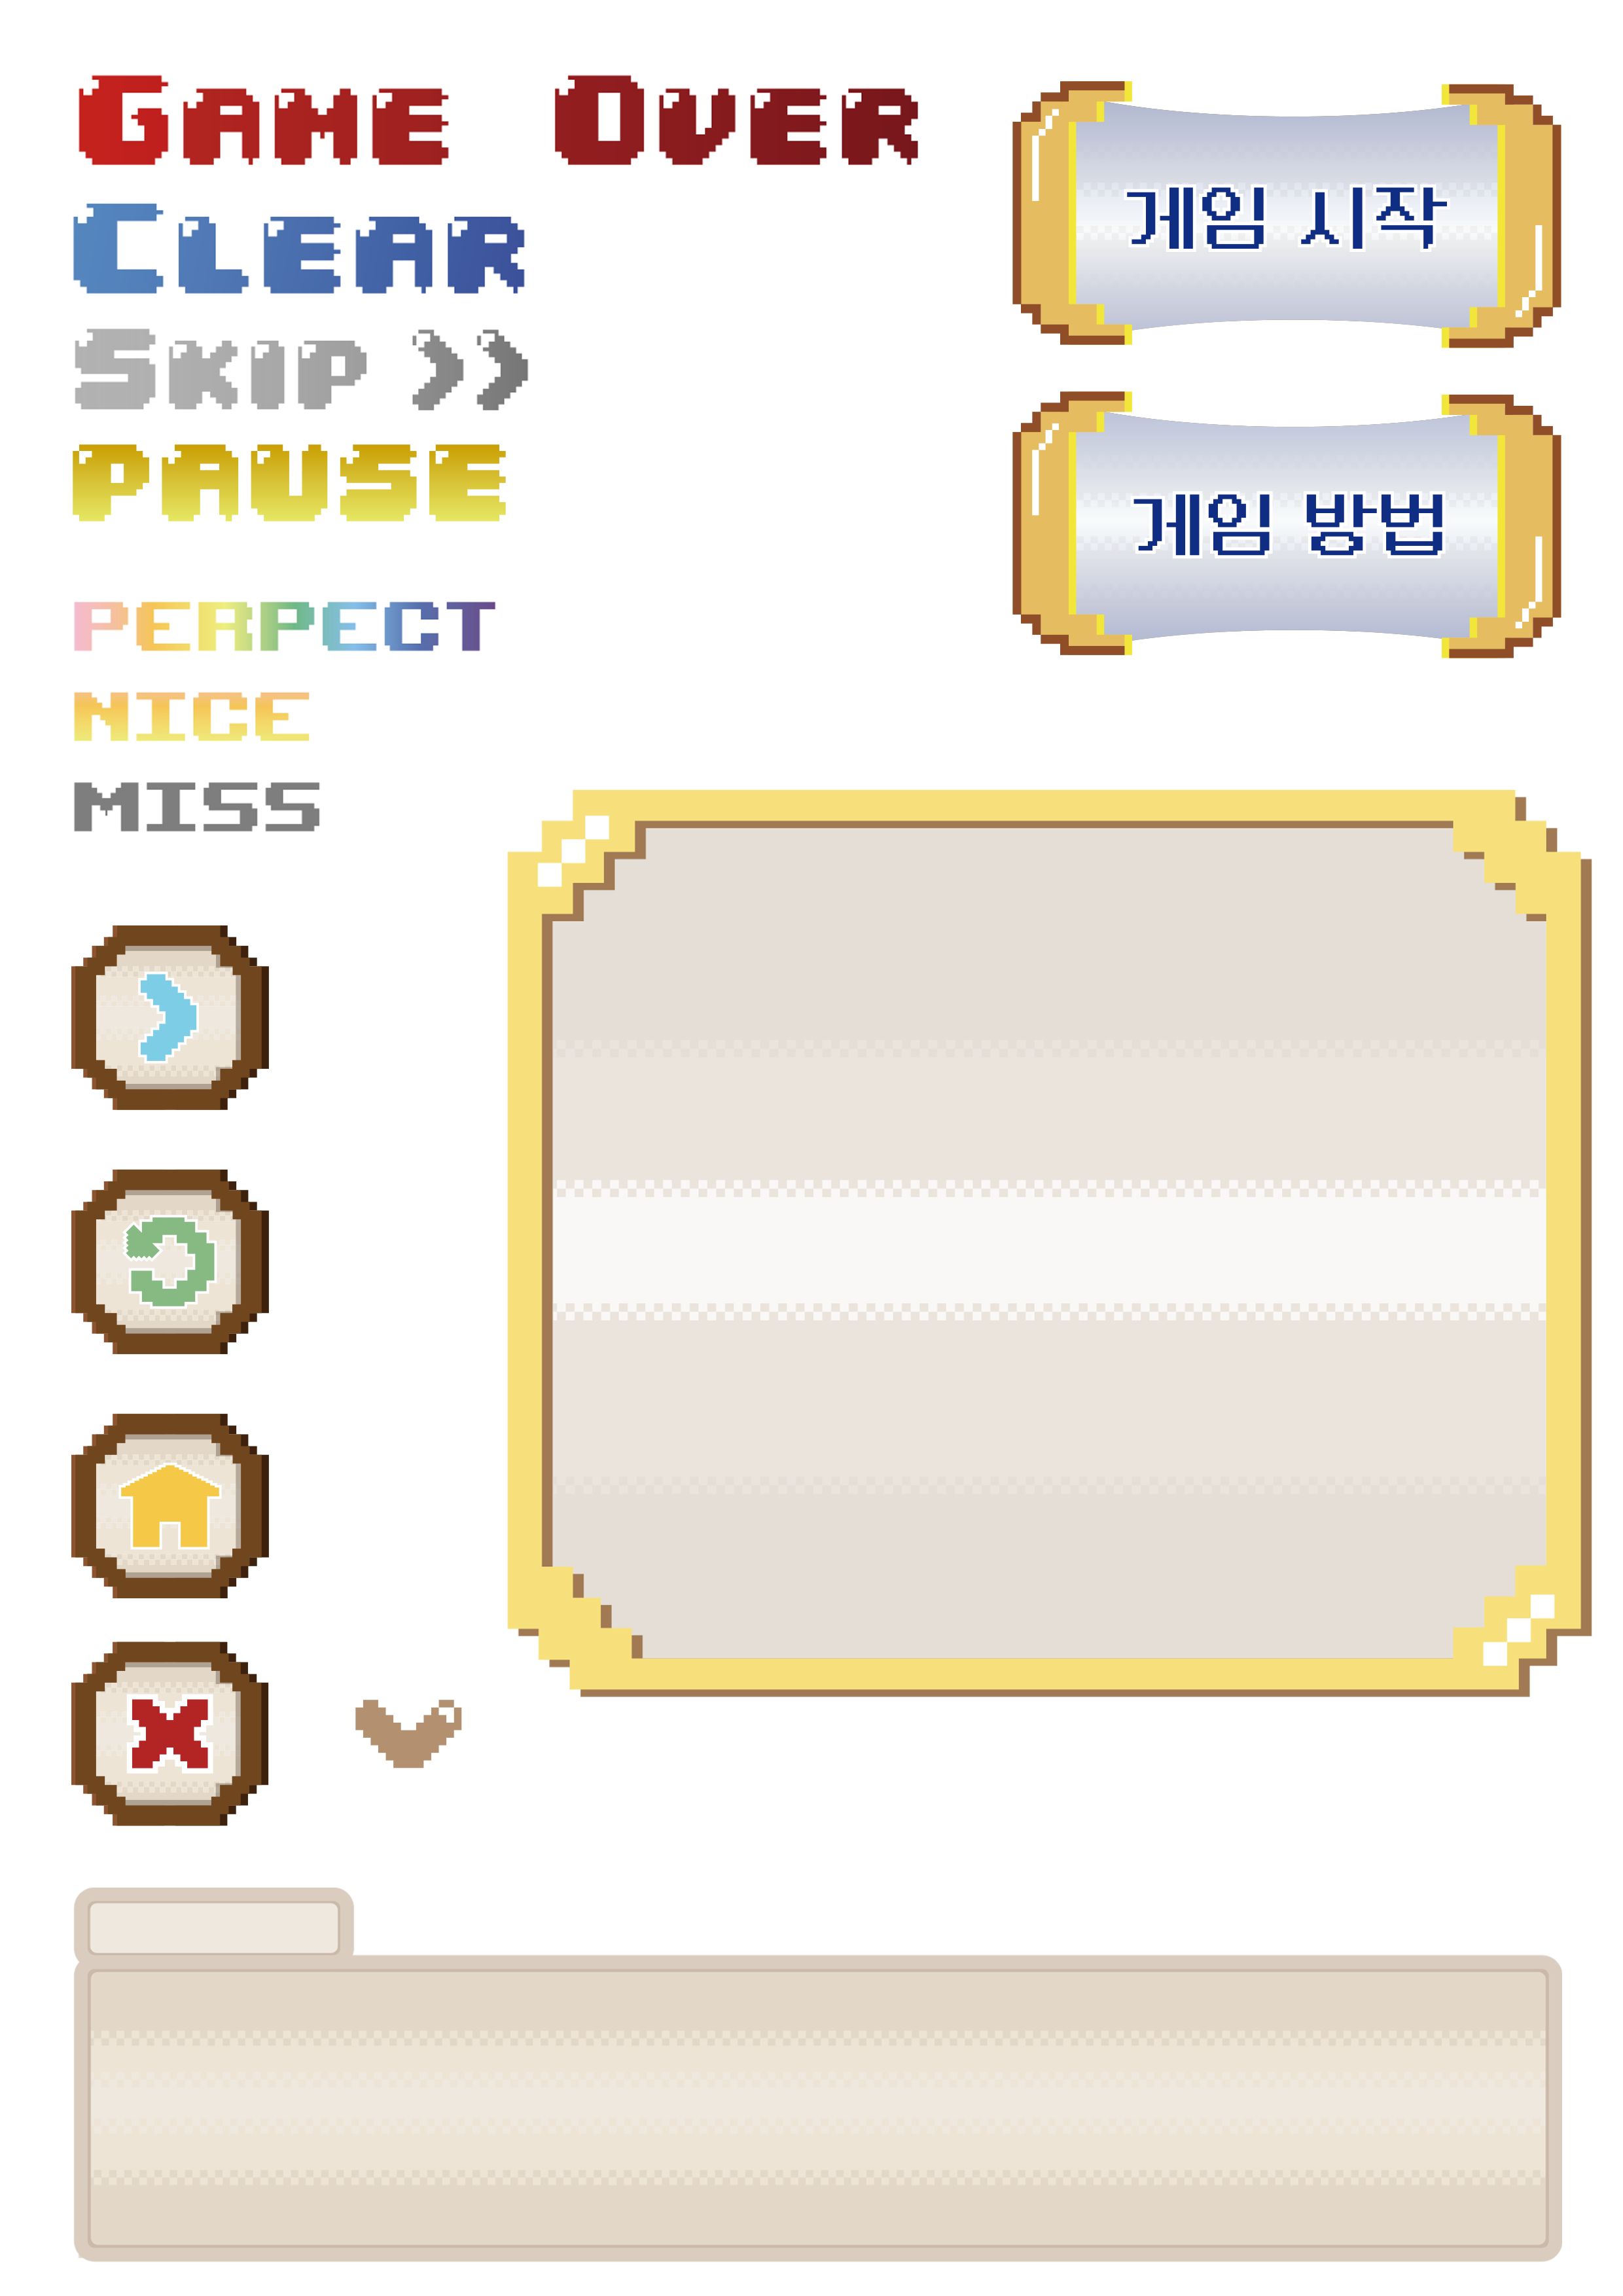 GAME OVER
CLEAR
SKIP >>
PAUSE
PERPECT
NICE
MISS
게임 시작
게임 방법